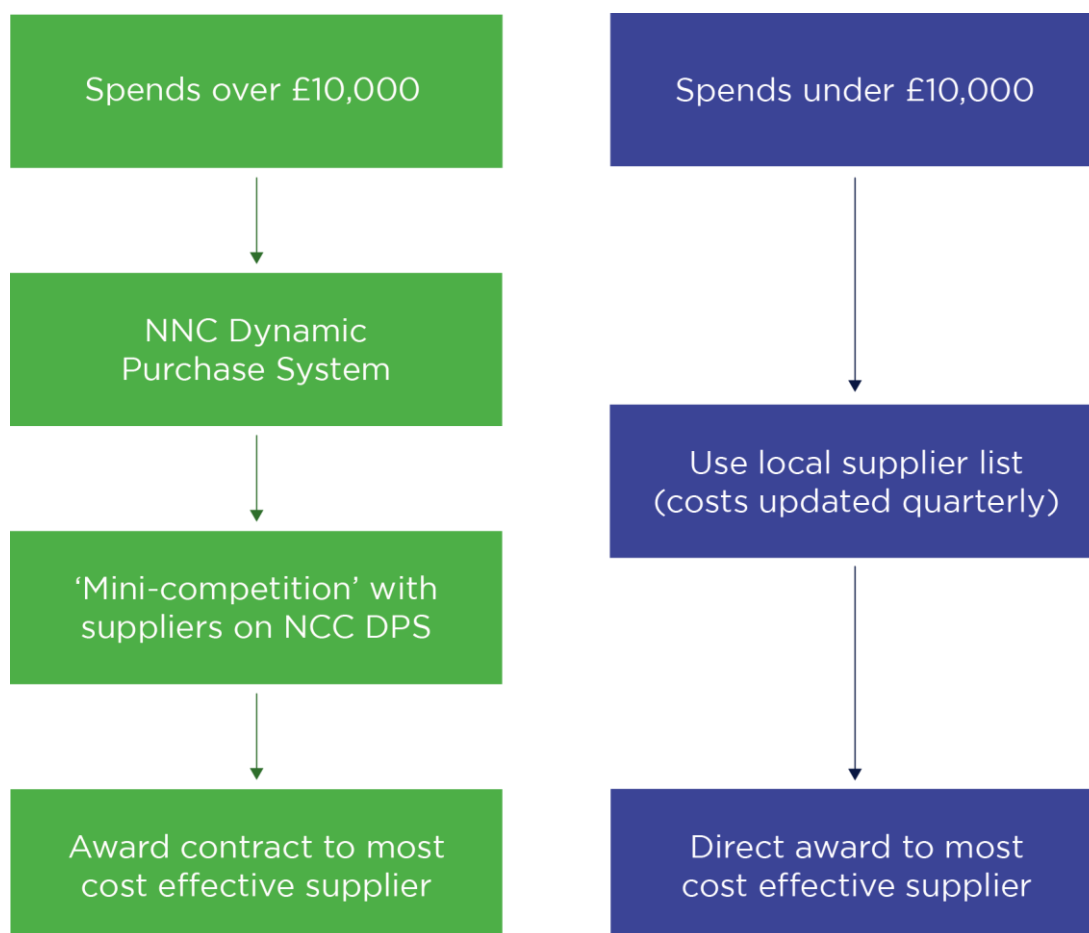 Spends over £10,000
NNC Dynamic
Purchase System
‘Mini-competition’ with
suppliers on NCC DPS
Award contract to most
cost effective supplier
Spends under £10,000
Use local supplier list
(costs updated quarterly)
Direct award to most
cost effective supplier